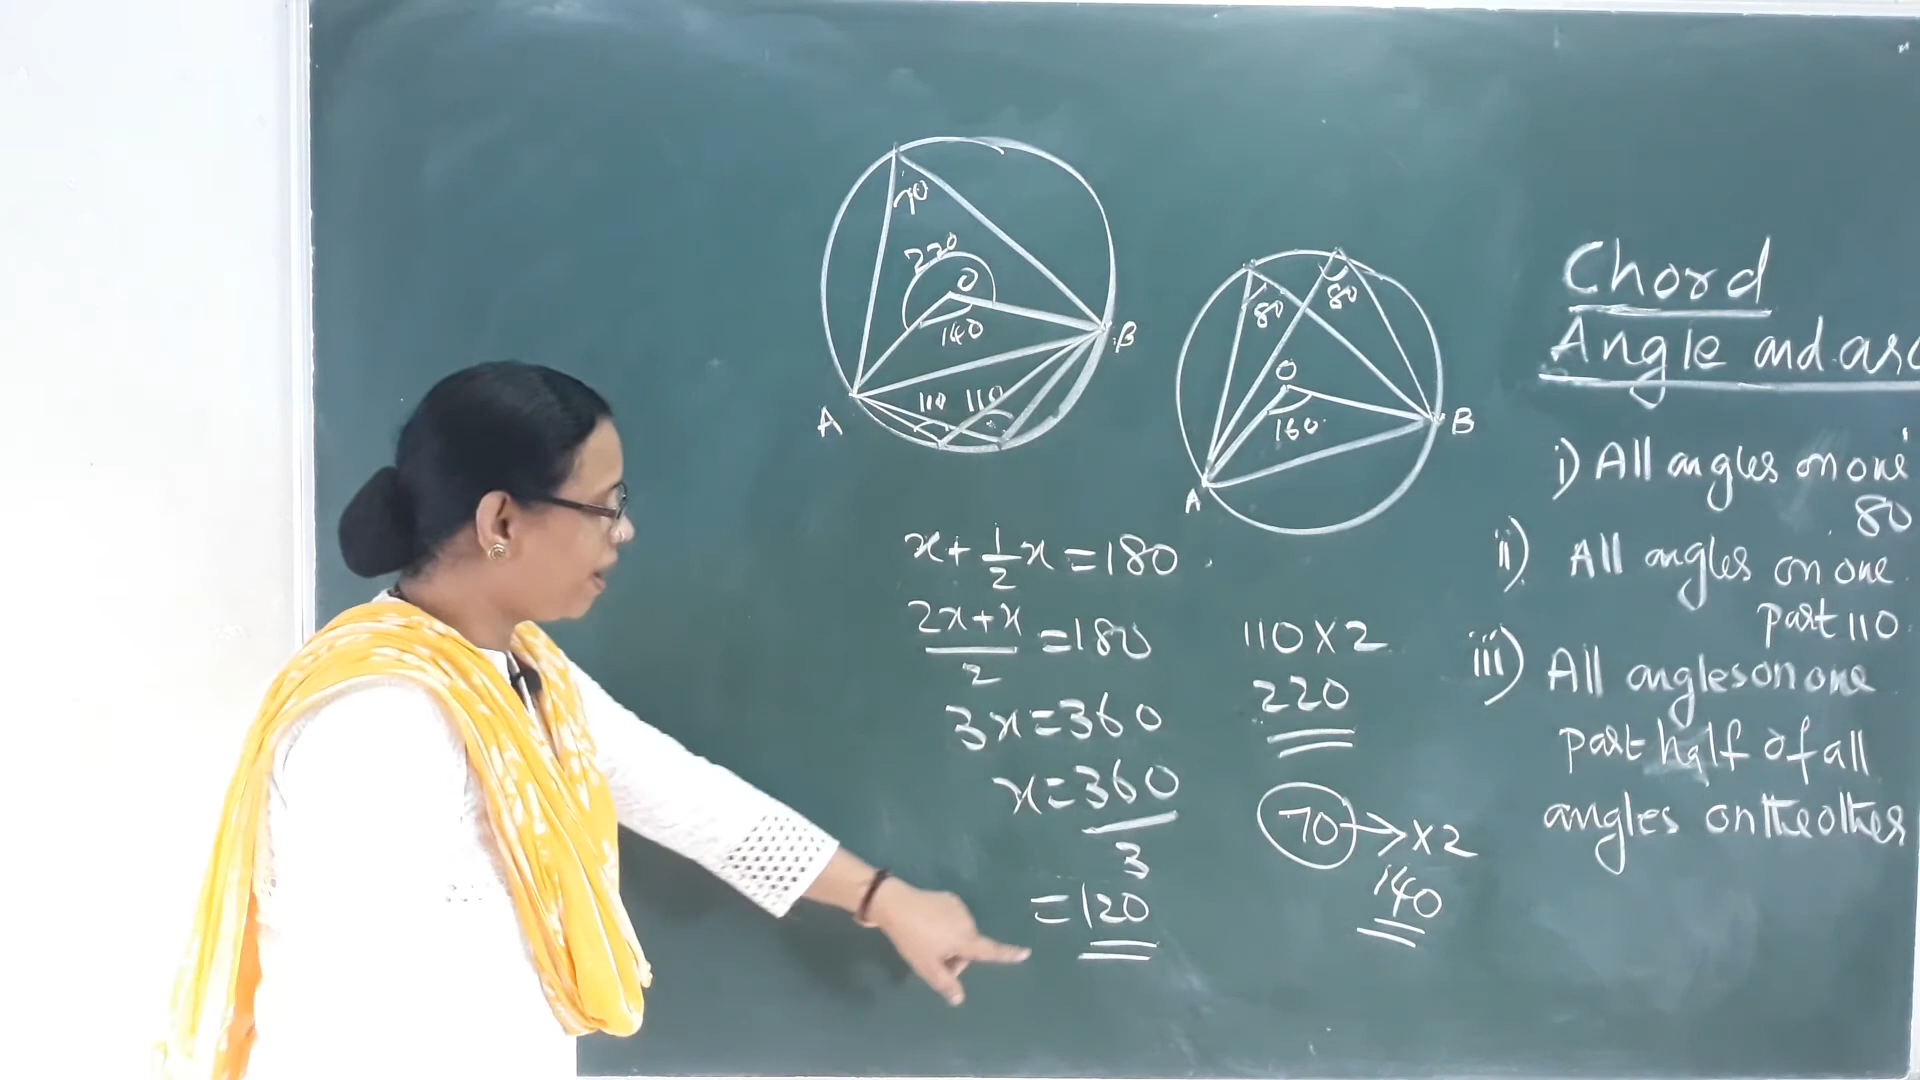 70
220
O
140
B
110 110
A
80 80
O
160
B
A
x+1/2x=180
2x+x/2=180
3x=360
x=360/3
=120
110×2
220
70→×2
140
Chord
Angle and arc
i) All angles on one
80
ii) All angles on one
part 110
iii) All angles on one
part half of all
angles on the other